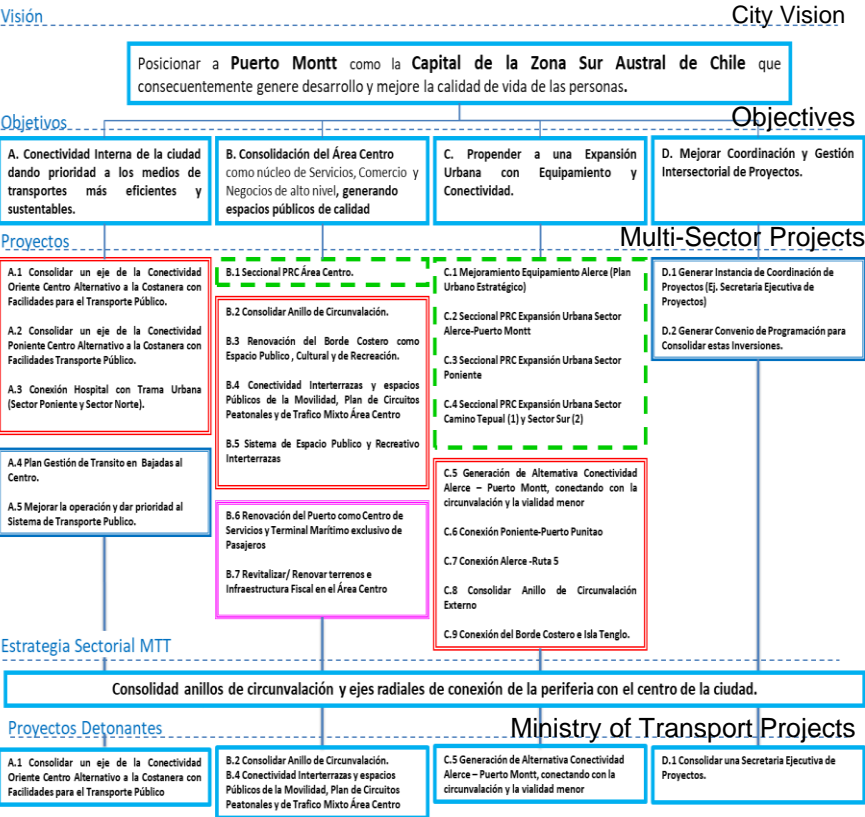 Visión
City Vision
Posicionar a Puerto Montt como la Capital de la Zona Sur Austral de Chile que
consecuentemente genere desarrollo y mejore la calidad de vida de las personas.
Objetivos
Objectives
A. Conectividad Interna de la ciudad
dando prioridad a los medios de
transportes más eficientes y
sustentables.
B. Consolidación del Área Centro
como núcleo de Servicios, Comercio y
Negocios de alto nivel, generando
espacios públicos de calidad
C. Propender a una Expansión
Urbana con Equipamiento y
Conectividad.
D. Mejorar Coordinación y Gestión
Intersectorial de Proyectos.
Proyectos
Multi-Sector Projects
A.1 Consolidar un eje de la Conectividad
Oriente Centro Alternativo a la Costanera con
Facilidades para el Transporte Público.
A.2 Consolidar un eje de la Conectividad
Poniente Centro Alternativo a la Costanera con
Facilidades Transporte Público.
A.3 Conexión Hospital con Trama Urbana
(Sector Poniente y Sector Norte).
A.4 Plan Gestión de Transito en Bajadas al
Centro.
A.5 Mejorar la operación y dar prioridad al
Sistema de Transporte Publico.
B.1 Seccional PRC Área Centro.
B.2 Consolidar Anillo de Circunvalación.
B.3 Renovación del Borde Costero como
Espacio Publico , Cultural y de Recreación.
B.4 Conectividad Interterrazas y espacios
Públicos de la Movilidad, Plan de Circuitos
Peatonales y de Trafico Mixto Área Centro
B.5 Sistema de Espacio Publico y Recreativo
Interterrazas
B.6 Renovación del Puerto como Centro de
Servicios y Terminal Marítimo exclusivo de
Pasajeros
B.7 Revitalizar/ Renovar terrenos e
Infraestructura Fiscal en el Área Centro
C.1 Mejoramiento Equipamiento Alerce (Plan
Urbano Estratégico)
C.2 Seccional PRC Expansión Urbana Sector
Alerce-Puerto Montt
C.3 Seccional PRC Expansión Urbana Sector
Poniente
C.4 Seccional PRC Expansión Urbana Sector
Camino Tepual (1) y Sector Sur (2)
C.5 Generación de Alternativa Conectividad
Alerce – Puerto Montt, conectando con la
circunvalación y la vialidad menor
C.6 Conexión Poniente-Puerto Punitao
C.7 Conexión Alerce -Ruta 5
C.8 Consolidar Anillo de Circunvalación
Externo
C.9 Conexión del Borde Costero e Isla Tenglo.
D.1 Generar Instancia de Coordinación de
Proyectos (Ej. Secretaria Ejecutiva de
Proyectos)
D.2 Generar Convenio de Programación para
Consolidar estas Inversiones.
Estrategia Sectorial MTT
Consolidad anillos de circunvalación y ejes radiales de conexión de la periferia con el centro de la ciudad.
Proyectos Detonantes
Ministry of Transport Projects
A.1 Consolidar un eje de la Conectividad
Oriente Centro Alternativo a la Costanera con
Facilidades para el Transporte Público
B.2 Consolidar Anillo de Circunvalación.
B.4 Conectividad Interterrazas y espacios
Públicos de la Movilidad, Plan de Circuitos
Peatonales y de Trafico Mixto Área Centro
C.5 Generación de Alternativa Conectividad
Alerce – Puerto Montt, conectando con la
circunvalación y la vialidad menor
D.1 Consolidar una Secretaria Ejecutiva de
Proyectos.